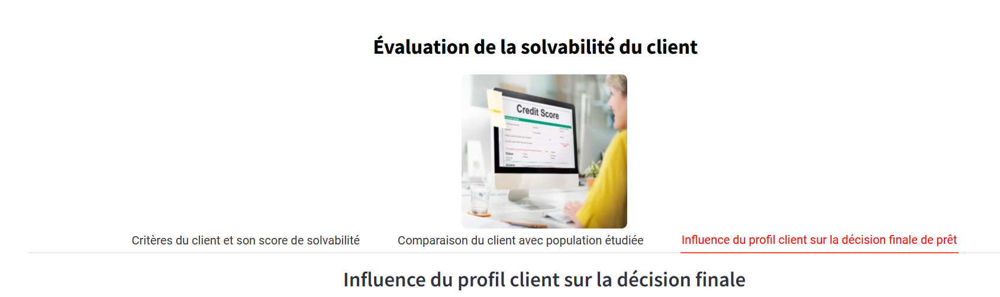 Évaluation de la solvabilité du client
Credit Score
Critères du client et son score de solvabilité
Comparaison du client avec population étudiée
Influence du profil client sur la décision finale de prêt
Influence du profil client sur la décision finale